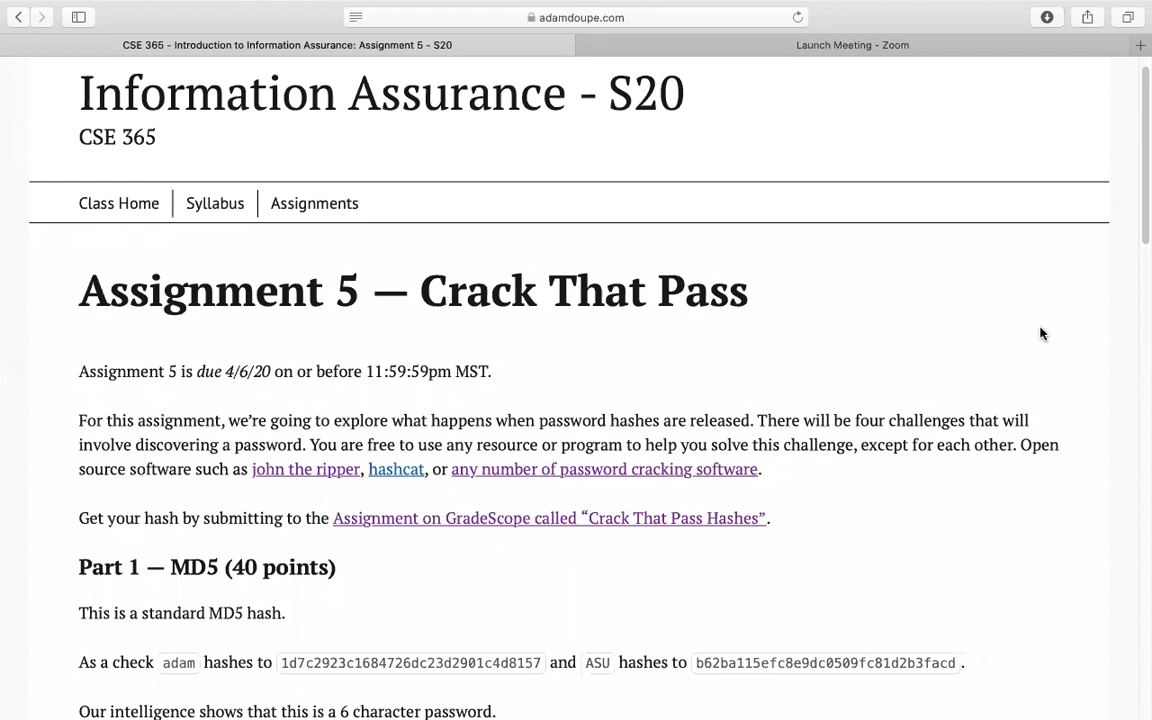 adamdoupe.com
CSE 365 - Introduction to Information Assurance: Assignment 5 - S20
Launch Meeting - Zoom
Information Assurance - S20
CSE 365
Class Home
Syllabus
Assignments
Assignment 5 — Crack That Pass
Assignment 5 is due 4/6/20 on or before 11:59:59pm MST.
For this assignment, we’re going to explore what happens when password hashes are released. There will be four challenges that will
involve discovering a password. You are free to use any resource or program to help you solve this challenge, except for each other. Open
source software such as john the ripper, hashcat, or any number of password cracking software.
Get your hash by submitting to the Assignment on GradeScope called “Crack That Pass Hashes”.
Part 1 — MD5 (40 points)
This is a standard MD5 hash.
As a check adam hashes to 1d7c2923c1684726dc23d2901c4d8157 and ASU hashes to b62ba115efc8e9dc0509fc81d2b3facd.
Our intelligence shows that this is a 6 character password.